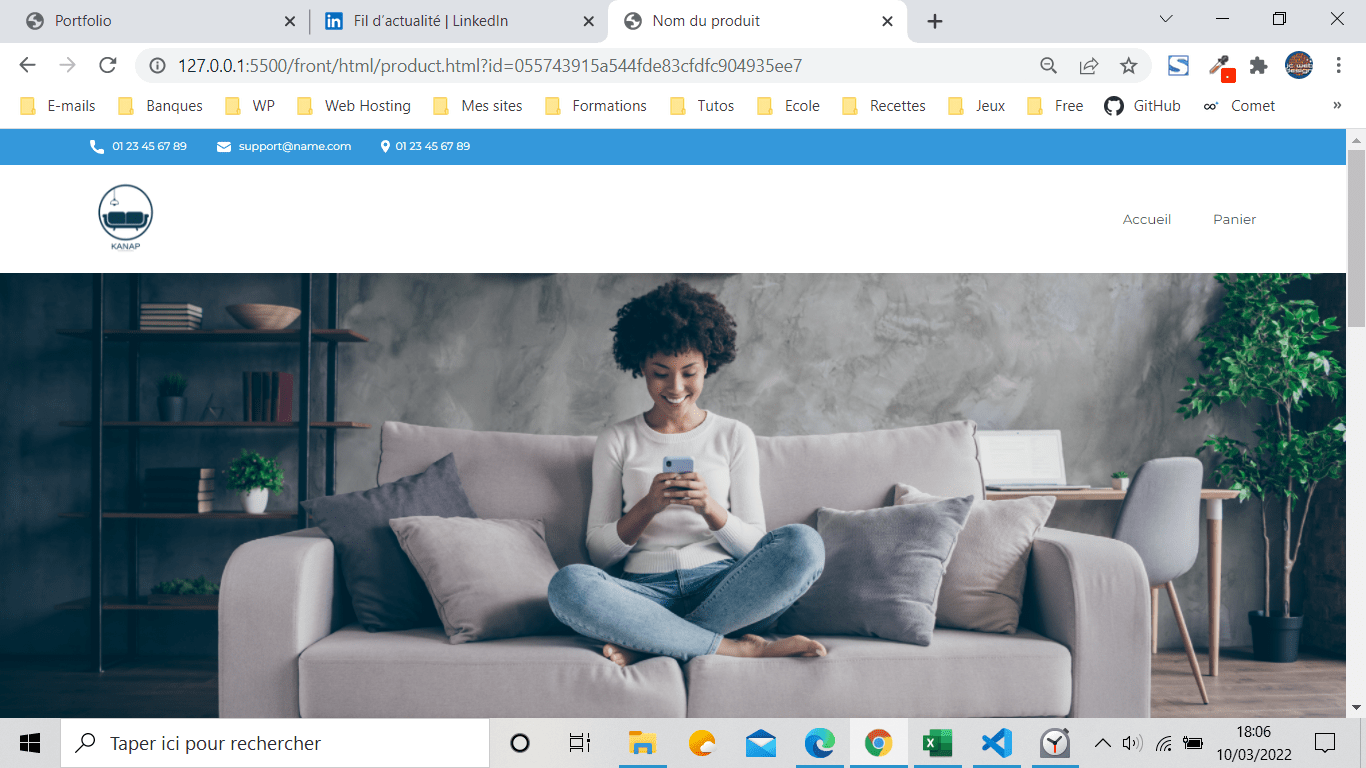 Portfolio
Fil d'actualité | LinkedIn
Nom du produit
127.0.0.1:5500/front/html/product.html?id=055743915a544fde83cfdfc904935ee7
E-mails Banques WP Web Hosting Mes sites Formations Tutos Ecole Recettes Jeux Free GitHub Comet »
01 23 45 67 89 support@name.com 01 23 45 67 89
KANAP
Accueil Panier
Taper ici pour rechercher
18:06
10/03/2022